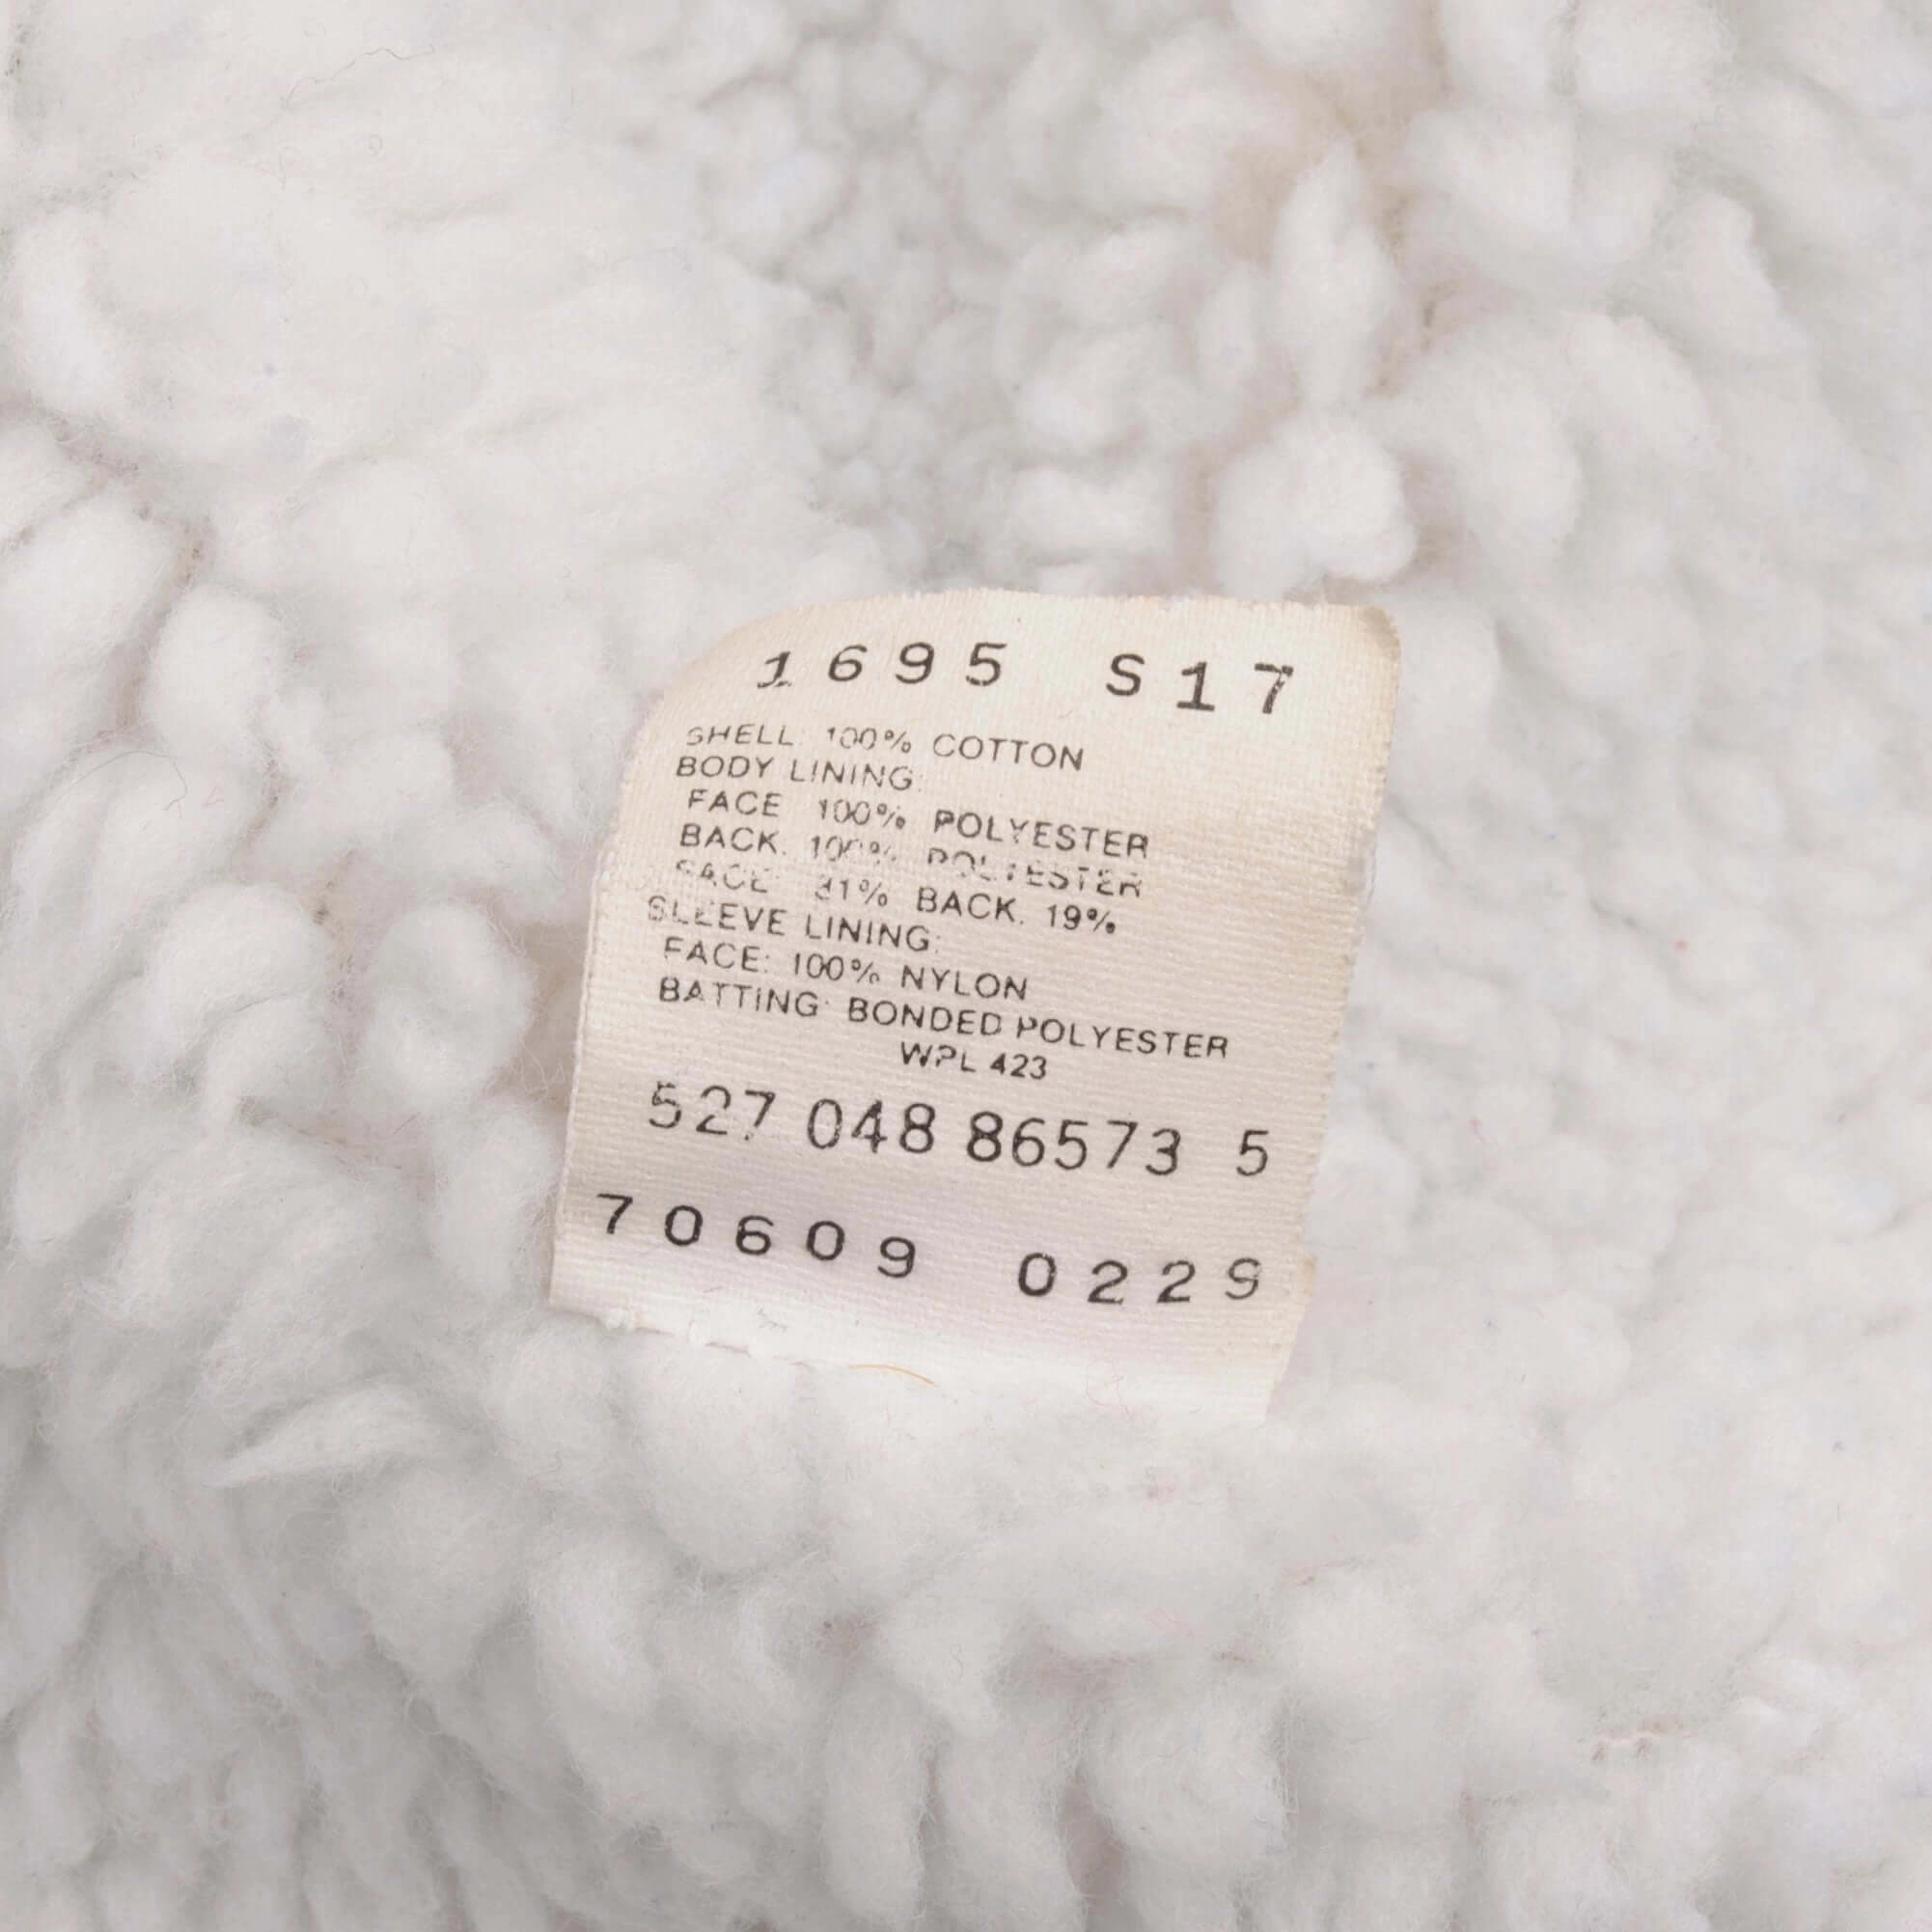 1695 S17
SHELL: 100% COTTON
BODY LINING:
FACE 100% POLYESTER
BACK. 100% POLYESTER
FACE 81% BACK. 19%
SLEEVE LINING:
FACE: 100% NYLON
BATTING: BONDED POLYESTER
WPL 423
527 048 86573 5
70609 0229